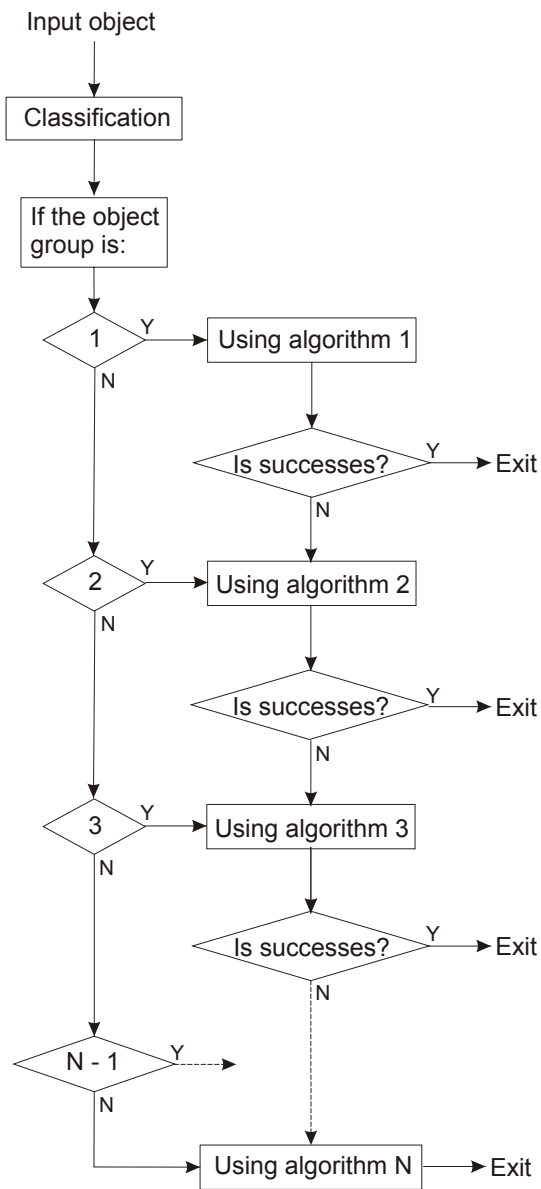 Input object
Classification
If the object
group is:
1
Y
Using algorithm 1
N
Is successes?
Y
Exit
N
2
Y
Using algorithm 2
N
Is successes?
Y
Exit
N
3
Y
Using algorithm 3
N
Is successes?
Y
Exit
N
N - 1
Y
N
Using algorithm N
Exit